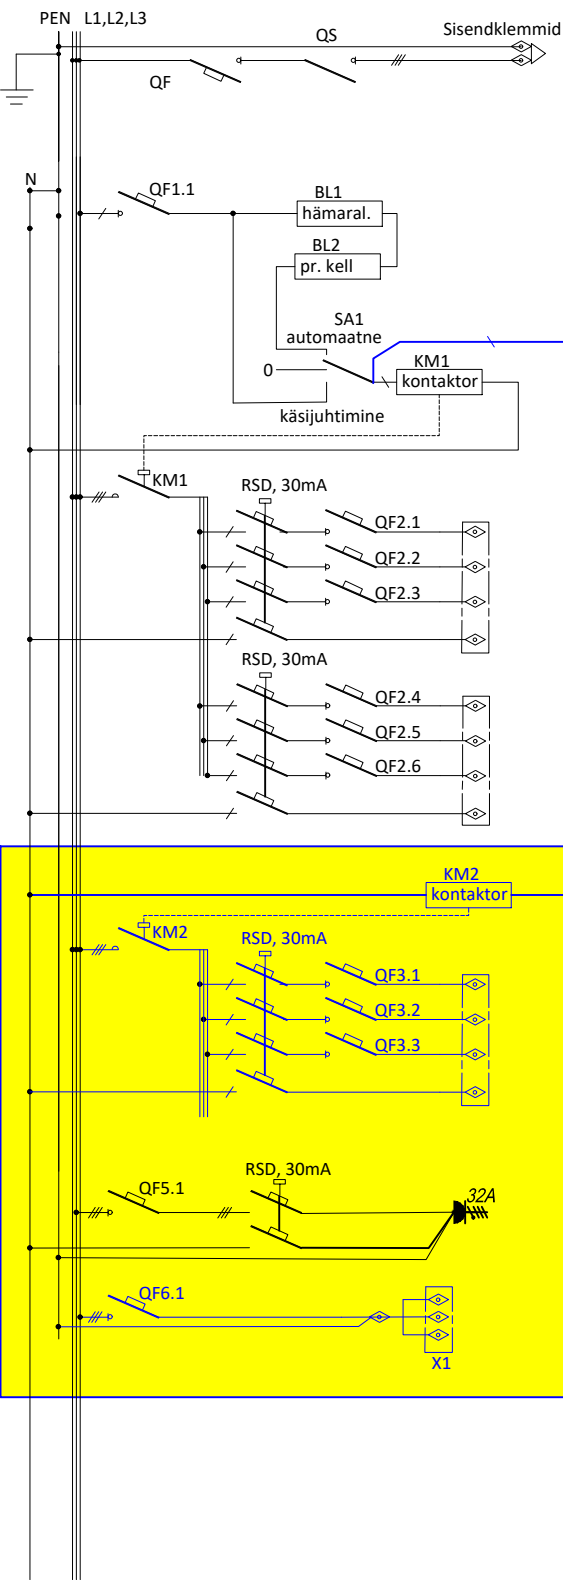 PEN L1,L2,L3
Sisendklemmid
QS
QF
N
QF1.1
BL1
hämaral.
BL2
pr. kell
SA1
automaatne
KM1
0
kontaktor
käsijuhtimine
KM1
RSD, 30mA
QF2.1
QF2.2
QF2.3
RSD, 30mA
QF2.4
QF2.5
QF2.6
KM2
kontaktor
KM2
RSD, 30mA
QF3.1
QF3.2
QF3.3
RSD, 30mA
QF5.1
32A
QF6.1
X1